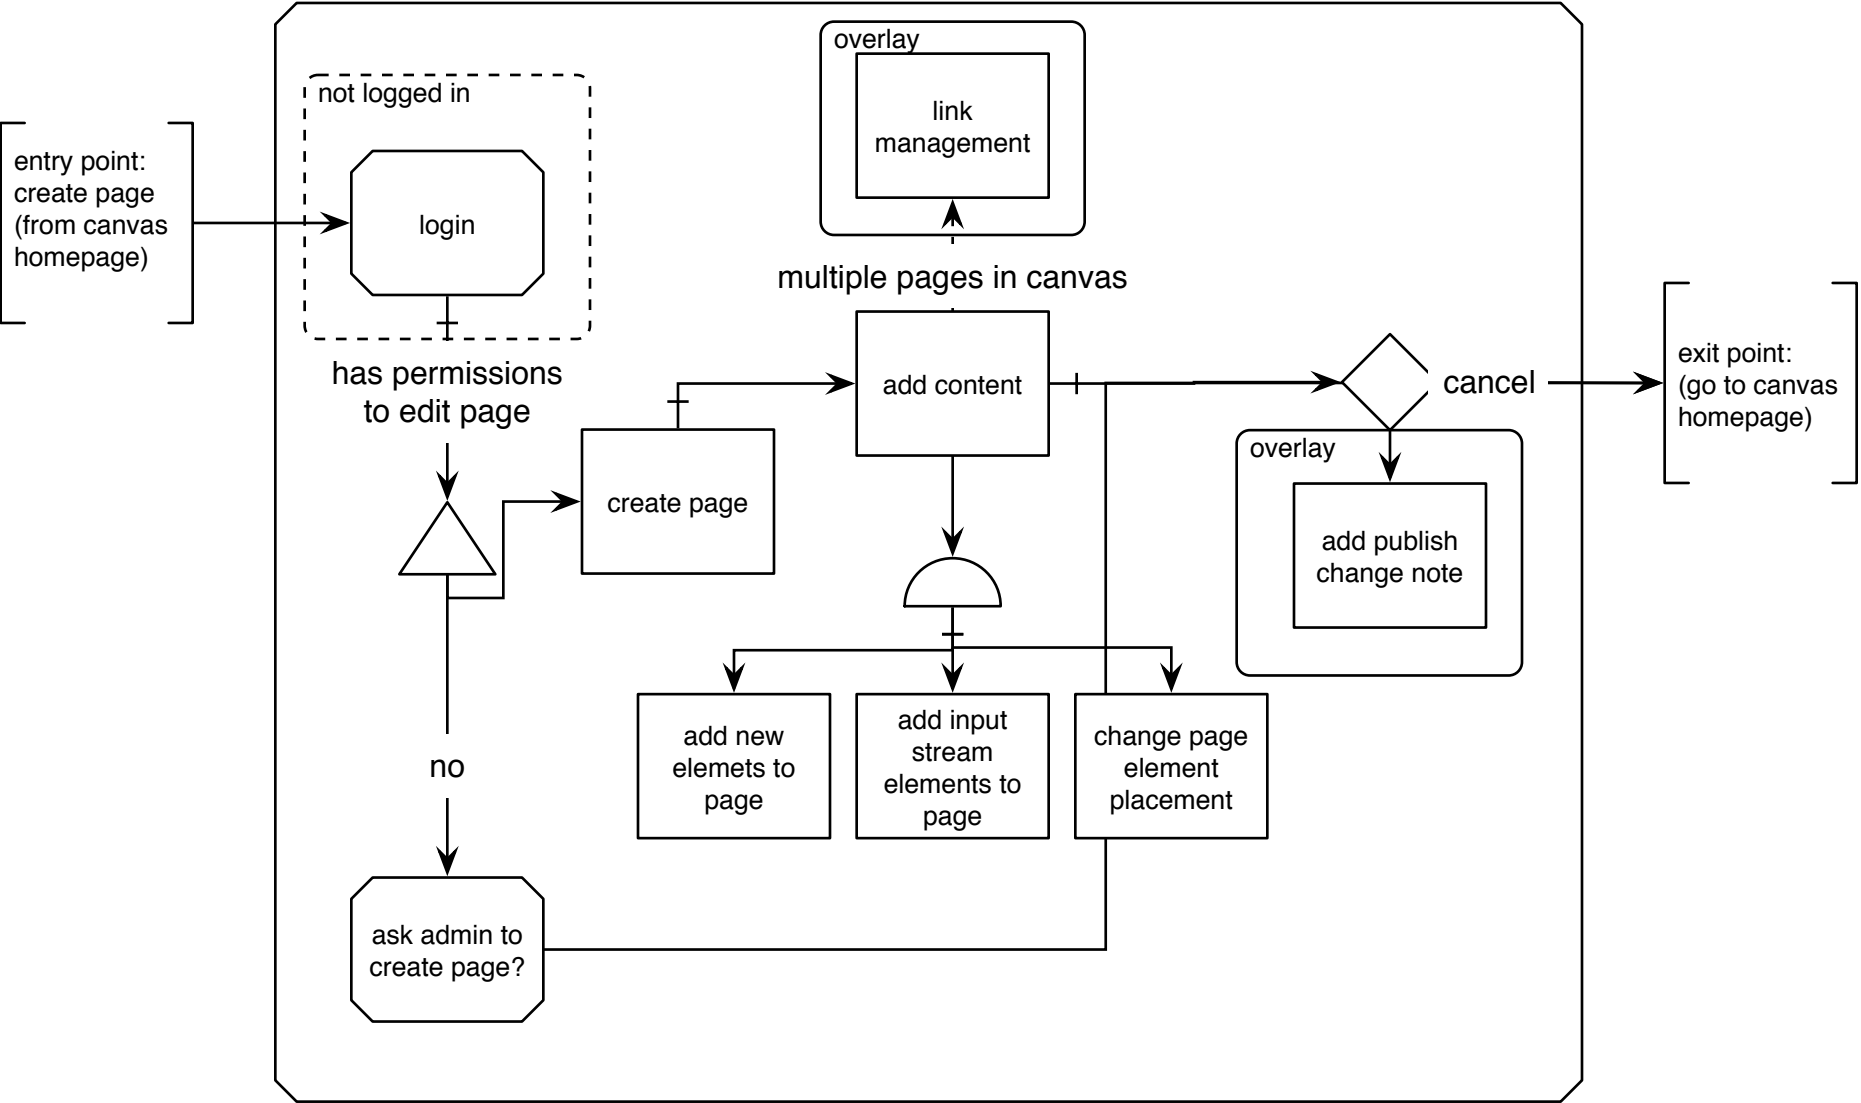 overlay
link
management
not logged in
login
entry point:
create page
(from canvas
homepage)
multiple pages in canvas
has permissions
to edit page
add content
cancel
exit point:
(go to canvas
homepage)
create page
overlay
add publish
change note
add new
elemets to
page
add input
stream
elements to
page
change page
element
placement
no
ask admin to
create page?